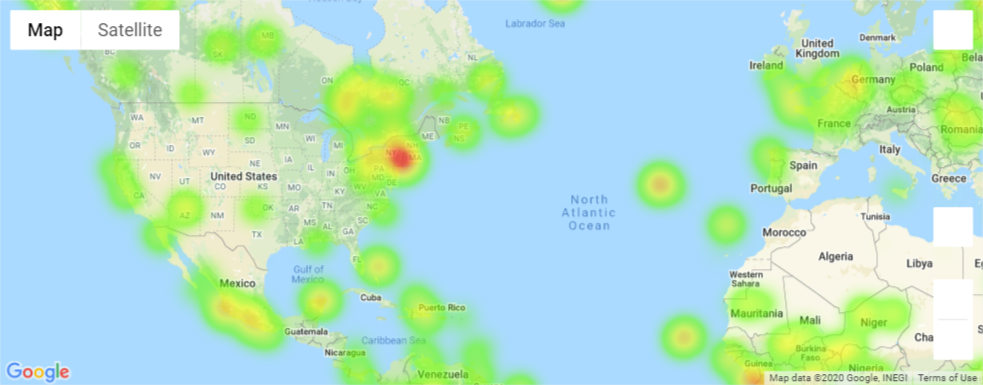 Map Satellite
Labrador Sea
BC
SK
MB
ON
QC
NL
NB
PE
NS
ME
WA
MT
ND
MN
OR
ID
WY
SD
WI
MI
NH
NV
UT
CO
NE
IA
IL
IN
OH
PA
MD
DE
United States
CA
KS
MO
KY
VA
AZ
NM
OK
AR
TN
NC
TX
LA
MS
AL
GA
FL
Gulf of
Mexico
Mexico
Cuba
Puerto Rico
Guatemala
Caribbean Sea
Nicaragua
Venezuela
North
Atlantic
Ocean
United
Kingdom
Ireland
Denmark
Poland
Bela
Germany
Austria
France
Romania
Italy
Spain
Portugal
Greece
Tunisia
Morocco
Algeria
Libya
Western
Sahara
Mauritania
Mali
Niger
Cha
Burkina
Faso
Guinea
Nigeria
Google
Map data ©2020 Google, INEGI Terms of Use